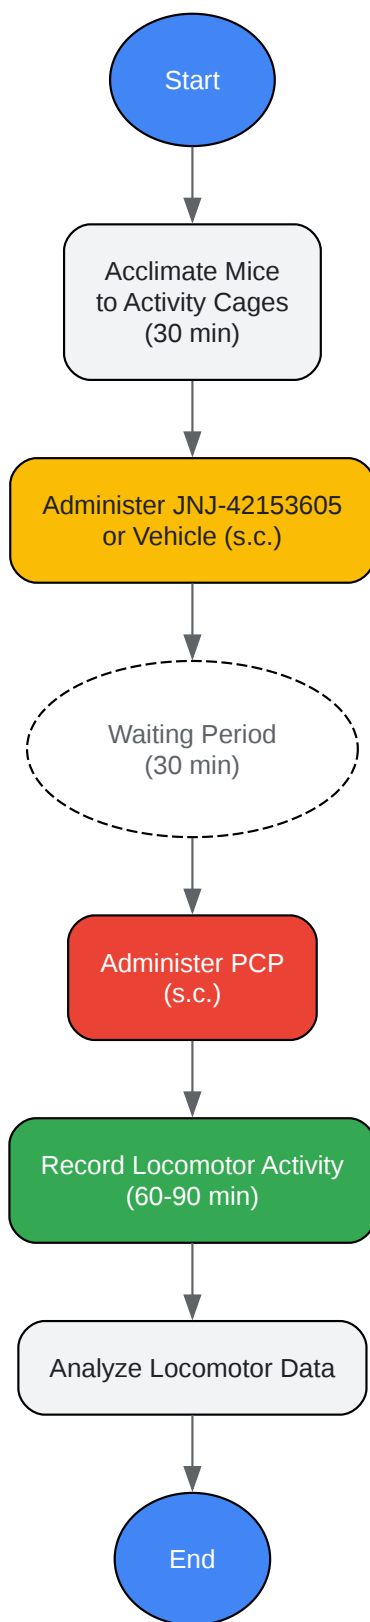 Start
Acclimate Mice
to Activity Cages
(30 min)
Administer JNJ-42153605
or Vehicle (s.c.)
Waiting Period
(30 min)
Administer PCP
(s.c.)
Record Locomotor Activity
(60-90 min)
Analyze Locomotor Data
End